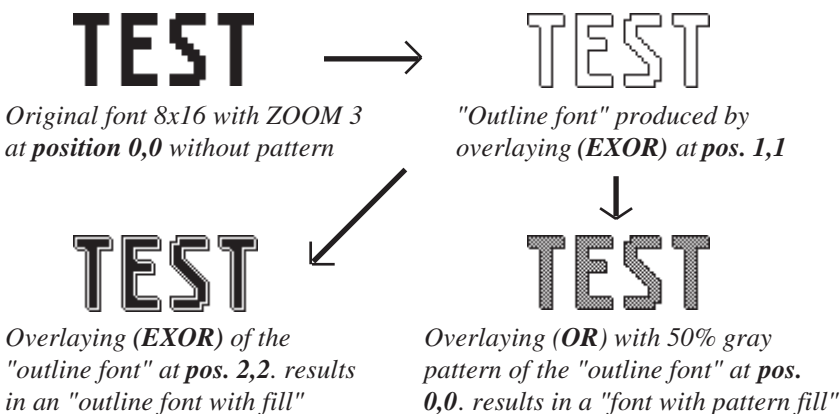 TEST
Original font 8x16 with ZOOM 3
at position 0,0 without pattern
TEST
"Outline font" produced by
overlaying (EXOR) at pos. 1,1
TEST
Overlaying (EXOR) of the
"outline font" at pos. 2,2. results
in an "outline font with fill"
TEST
Overlaying (OR) with 50% gray
pattern of the "outline font" at pos.
0,0. results in a "font with pattern fill"